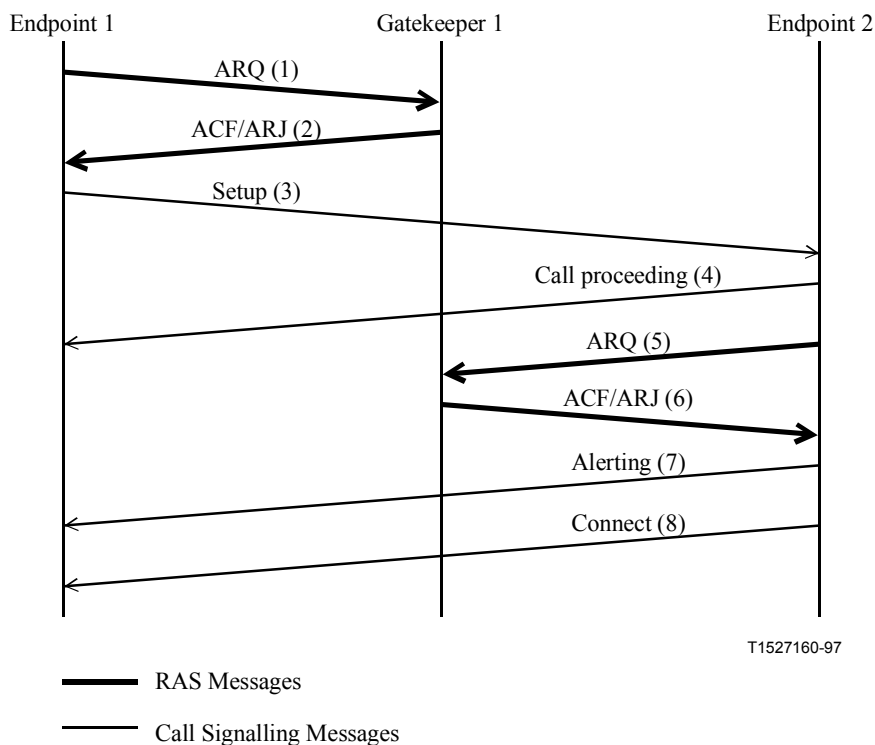 Endpoint 1
Gatekeeper 1
Endpoint 2
ARQ (1)
ACF/ARJ (2)
Setup (3)
Call proceeding (4)
ARQ (5)
ACF/ARJ (6)
Alerting (7)
Connect (8)
T1527160-97
RAS Messages
Call Signalling Messages